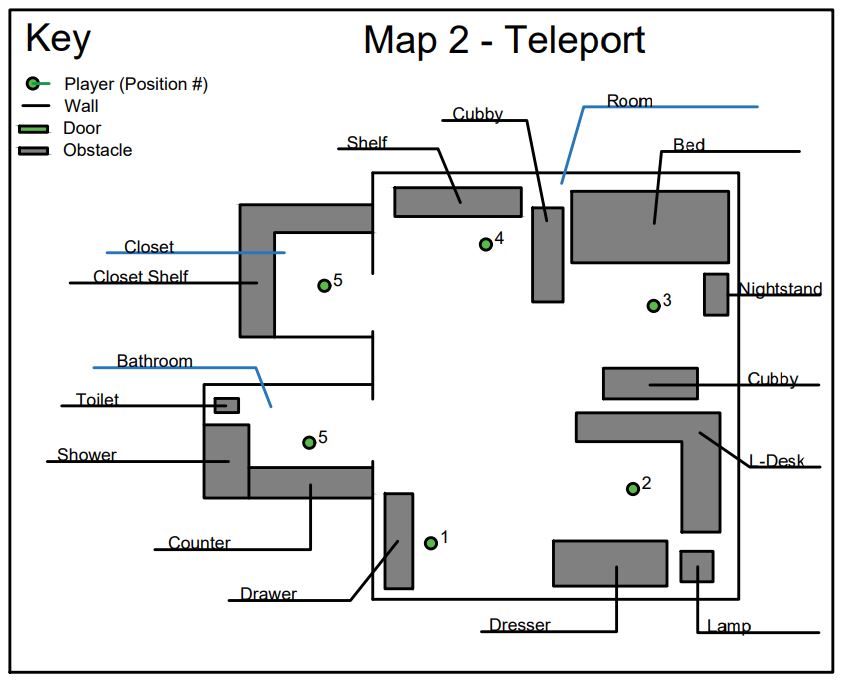 Key
Map 2 - Teleport
Player (Position #)
Wall
Door
Obstacle
Room
Cubby
Shelf
Bed
4
Closet
Closet Shelf
5
Nightstand
3
Bathroom
Cubby
Toilet
5
Shower
L-Desk
2
Counter
1
Drawer
Dresser
Lamp